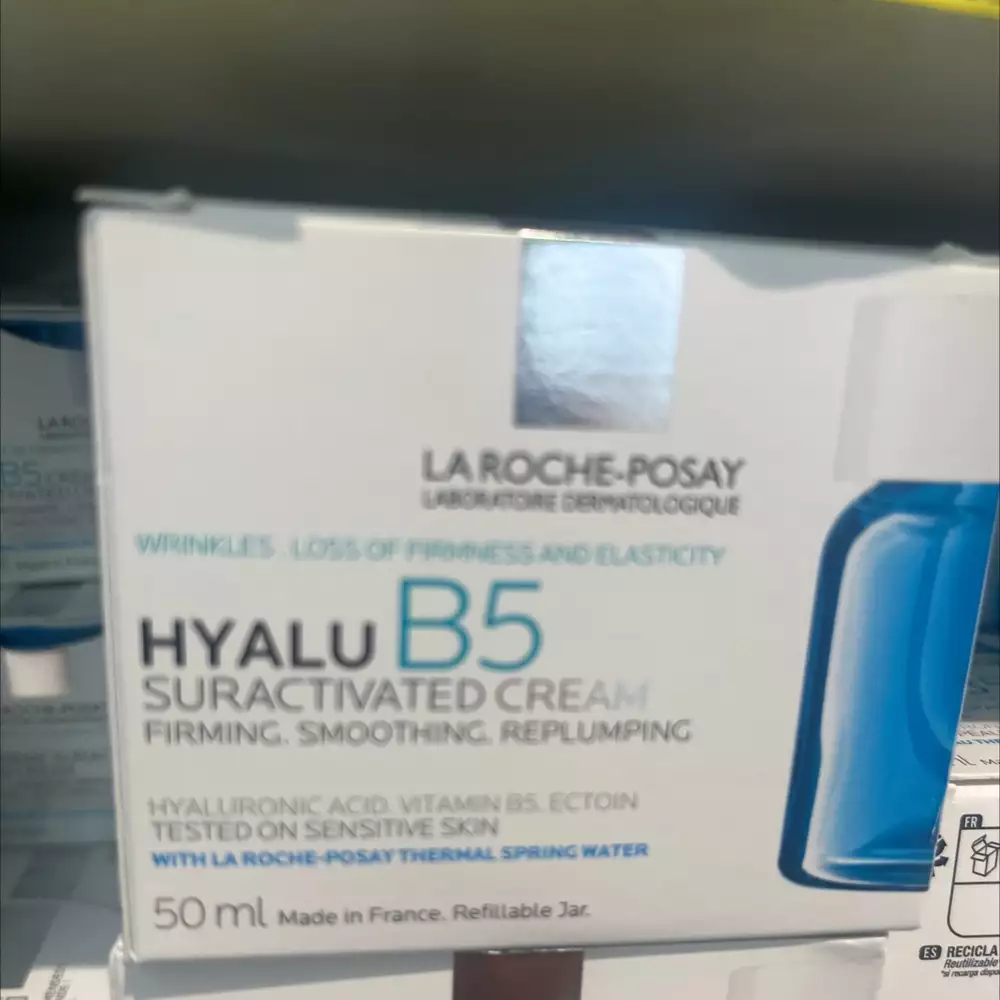 LA ROCHE-POSAY
LABORATOIRE DERMATOLOGIQUE
WRINKLES . LOSS OF FIRMNESS AND ELASTICITY
HYALU B5
SURACTIVATED CREAM
FIRMING. SMOOTHING. REPLUMPING
HYALURONIC ACID. VITAMIN B5. ECTOIN
TESTED ON SENSITIVE SKIN
WITH LA ROCHE-POSAY THERMAL SPRING WATER
50 ml Made in France. Refillable Jar.
B5
FR
ES RECICLA
Reutilizable